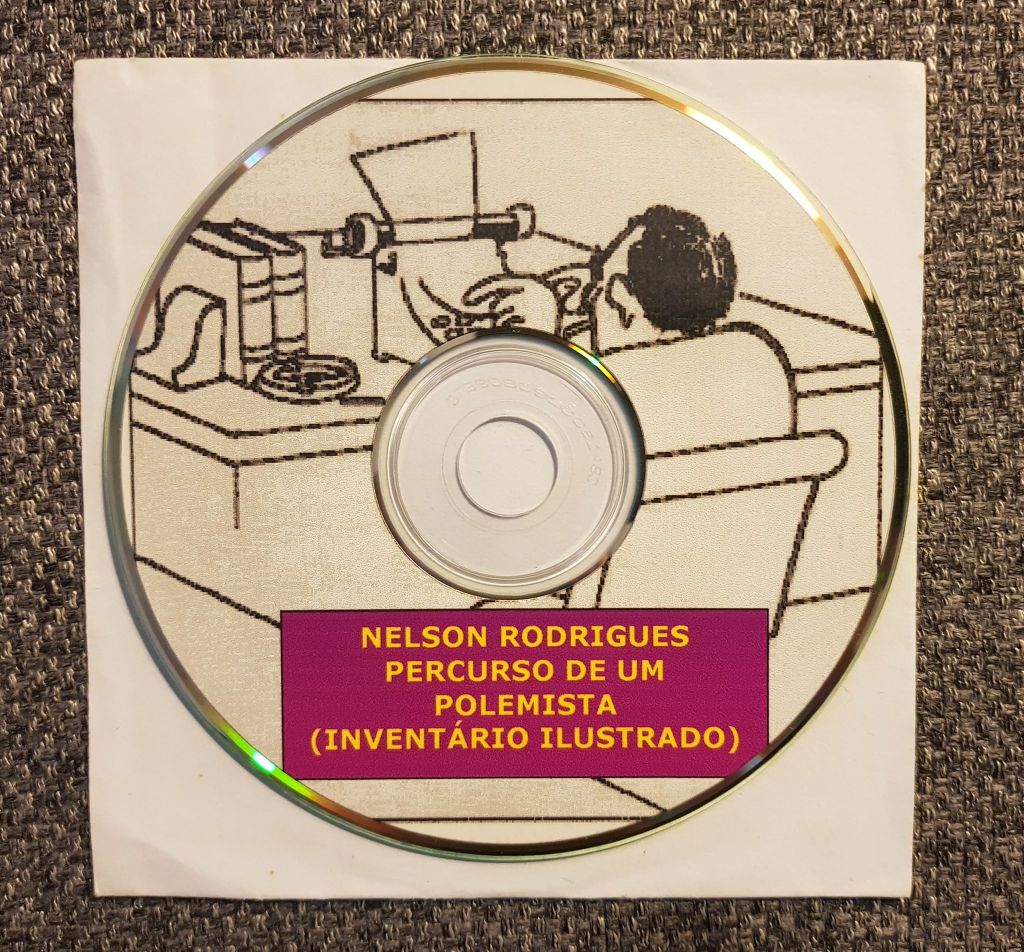 NELSON RODRIGUES
PERCURSO DE UM
POLEMISTA
(INVENTÁRIO ILUSTRADO)